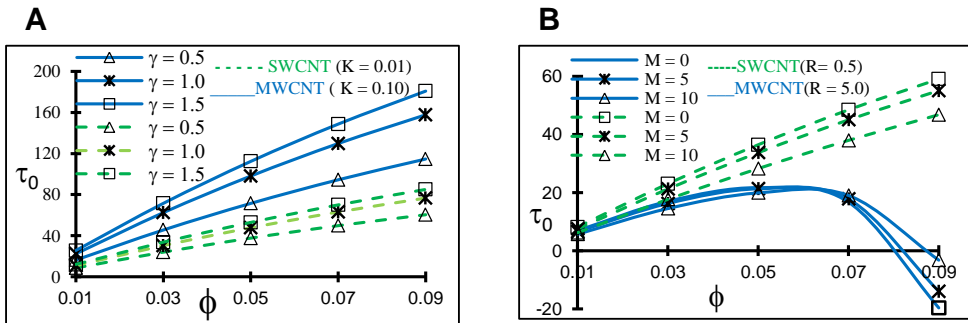 A
B
γ = 0.5
γ = 1.0
γ = 1.5
γ = 0.5
γ = 1.0
γ = 1.5
SWCNT (K = 0.01)
MWCNT ( K = 0.10)
200
160
120
80
40
0
τ0
0.01
0.03
0.05
0.07
0.09
ϕ
M = 0
M = 5
M = 10
M = 0
M = 5
M = 10
SWCNT(R= 0.5)
MWCNT(R = 5.0)
60
40
20
0
-20
τ0
0.01
0.03
0.05
0.07
0.09
ϕ